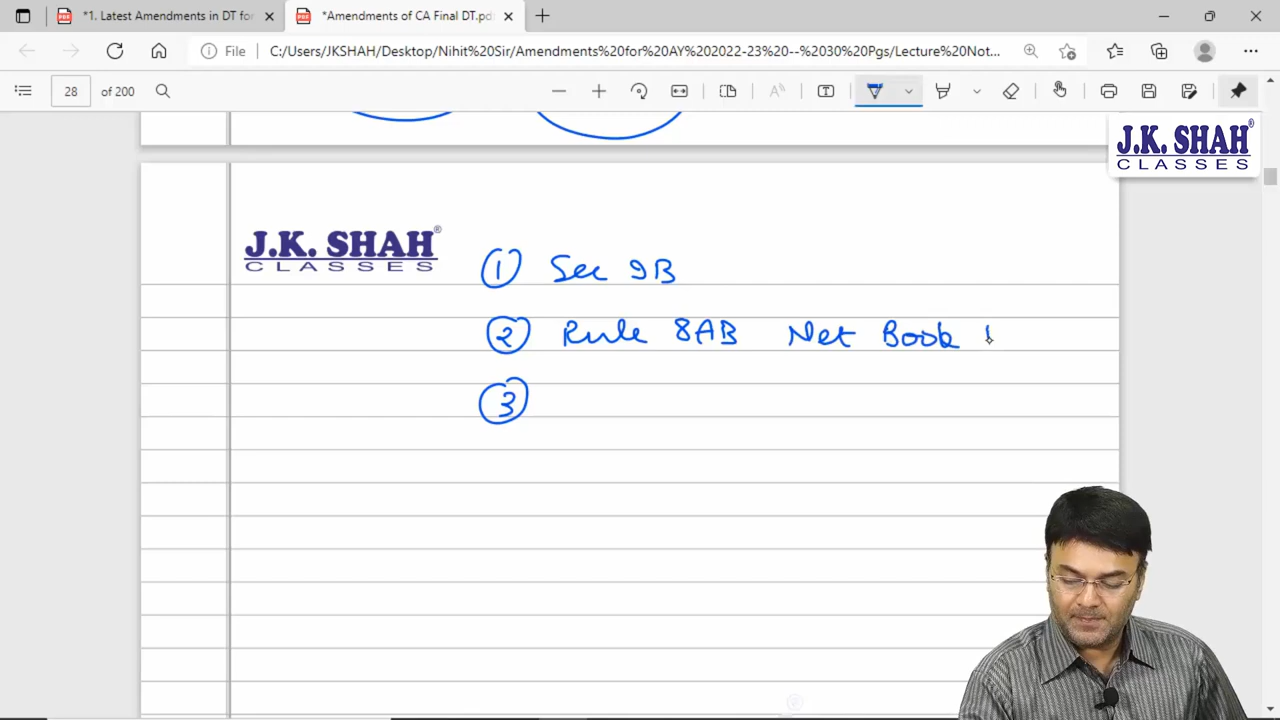 *1. Latest Amendments in DT for
*Amendments of CA Final DT.pdf
File
C:/Users/JKSHAH/Desktop/Nihit%20Sir/Amendments%20for%20AY%202022-23%20--%2030%20Pgs/Lecture%20Not...
28 of 200
J.K. SHAH®
CLASSES
J.K. SHAH®
CLASSES
1 Sec 9B
2 Rule 8AB Net Book
3